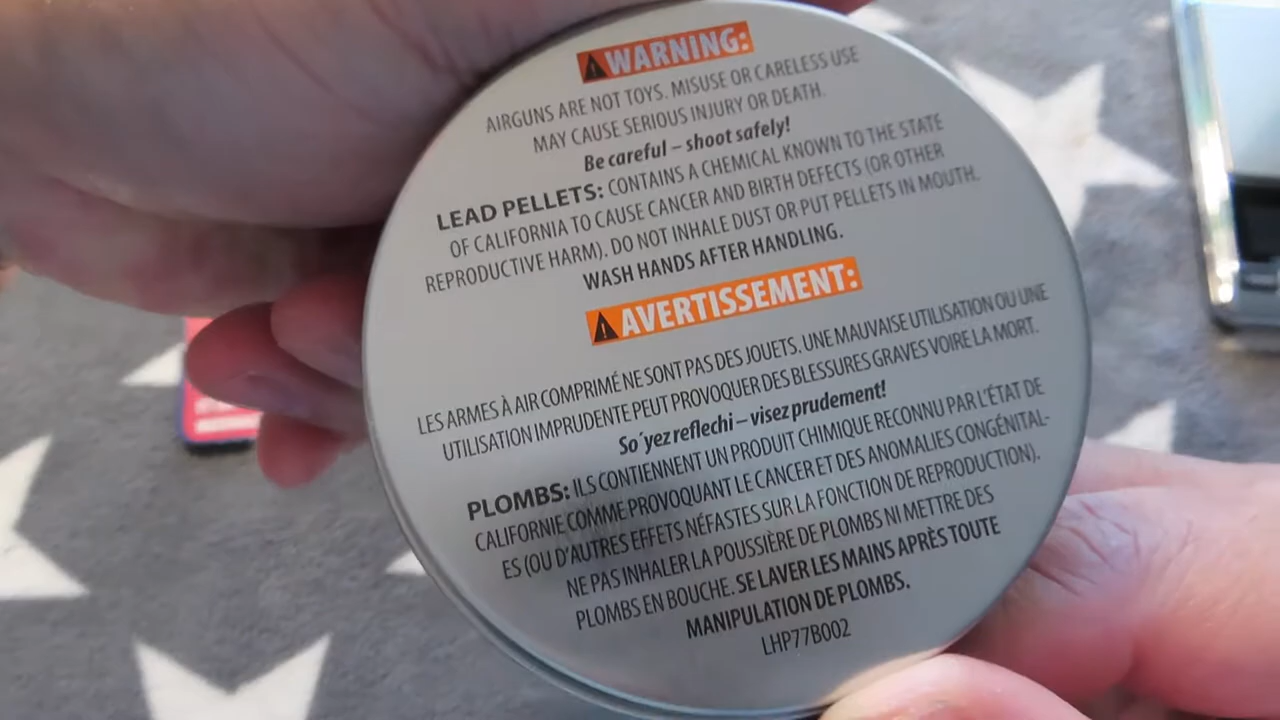 WARNING:
AIRGUNS ARE NOT TOYS. MISUSE OR CARELESS USE
MAY CAUSE SERIOUS INJURY OR DEATH.
Be careful – shoot safely!
LEAD PELLETS: CONTAINS A CHEMICAL KNOWN TO THE STATE
OF CALIFORNIA TO CAUSE CANCER AND BIRTH DEFECTS (OR OTHER
REPRODUCTIVE HARM). DO NOT INHALE DUST OR PUT PELLETS IN MOUTH.
WASH HANDS AFTER HANDLING.
AVERTISSEMENT:
LES ARMES À AIR COMPRIMÉ NE SONT PAS DES JOUETS. UNE MAUVAISE UTILISATION OU UNE
UTILISATION IMPRUDENTE PEUT PROVOQUER DES BLESSURES GRAVES VOIRE LA MORT.
So´yez reflechi – visez prudement!
PLOMBS: ILS CONTIENNENT UN PRODUIT CHIMIQUE RECONNU PAR L'ÉTAT DE
CALIFORNIE COMME PROVOQUANT LE CANCER ET DES ANOMALIES CONGÉNITAL-
ES (OU D'AUTRES EFFETS NÉFASTES SUR LA FONCTION DE REPRODUCTION).
NE PAS INHALER LA POUSSIÈRE DE PLOMBS NI METTRE DES
PLOMBS EN BOUCHE. SE LAVER LES MAINS APRÈS TOUTE
MANIPULATION DE PLOMBS.
LHP77B002